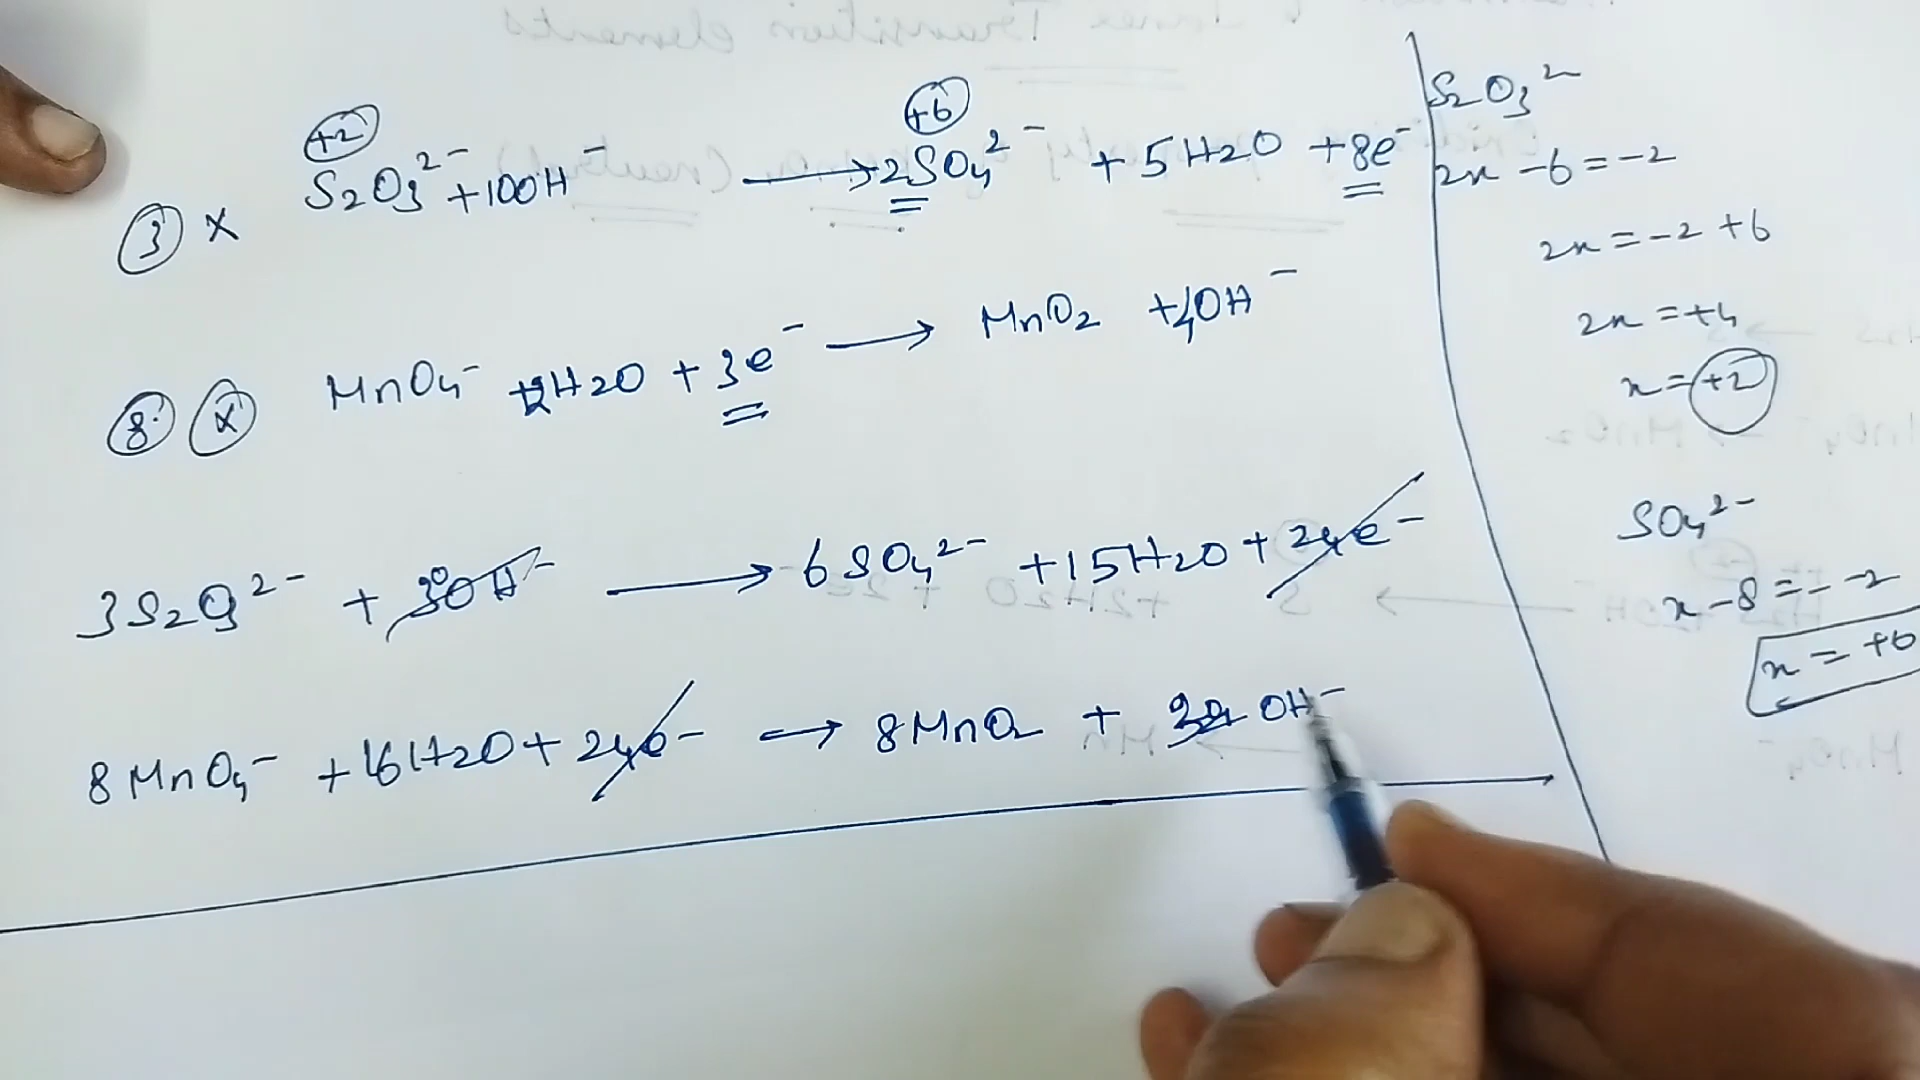 +2 +6
3 × S2O3^2- + 10OH^- → 2SO4^2- + 5H2O + 8e^-
8 × MnO4^- + 2H2O + 3e^- → MnO2 + 4OH^-
3S2O3^2- + 30OH^- → 6SO4^2- + 15H2O + 24e^-
8MnO4^- + 16H2O + 24e^- → 8MnO2 + OH^-
S2O3^2-
2x - 6 = -2
2x = -2 + 6
2x = +4
x = +2
SO4^2-
x - 8 = -2
x = +6